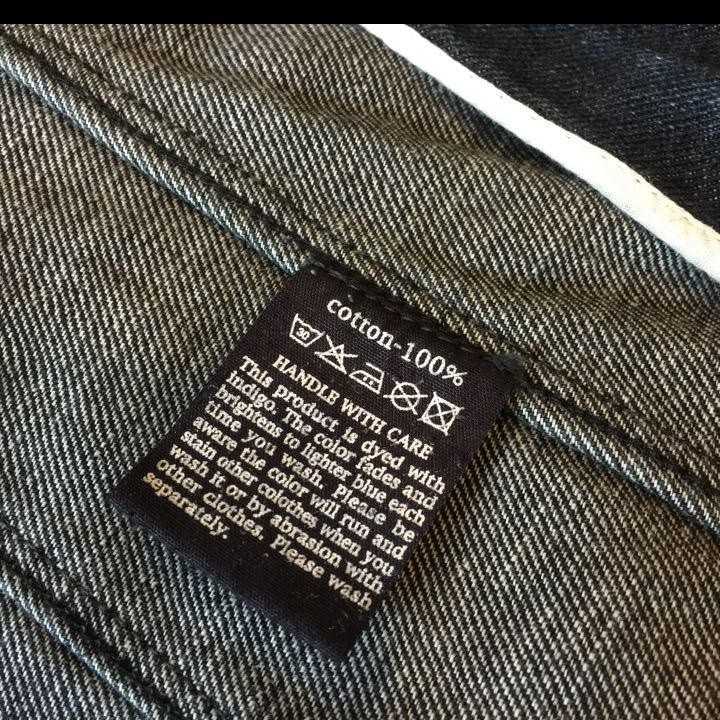 cotton-100%
30
HANDLE WITH CARE
This product is dyed with
indigo. The color fades and
brightens to lighter blue each
time you wash. Please be
aware the color will run and
stain other colothes when you
wash it or by abrasion with
other clothes. Please wash
separately.